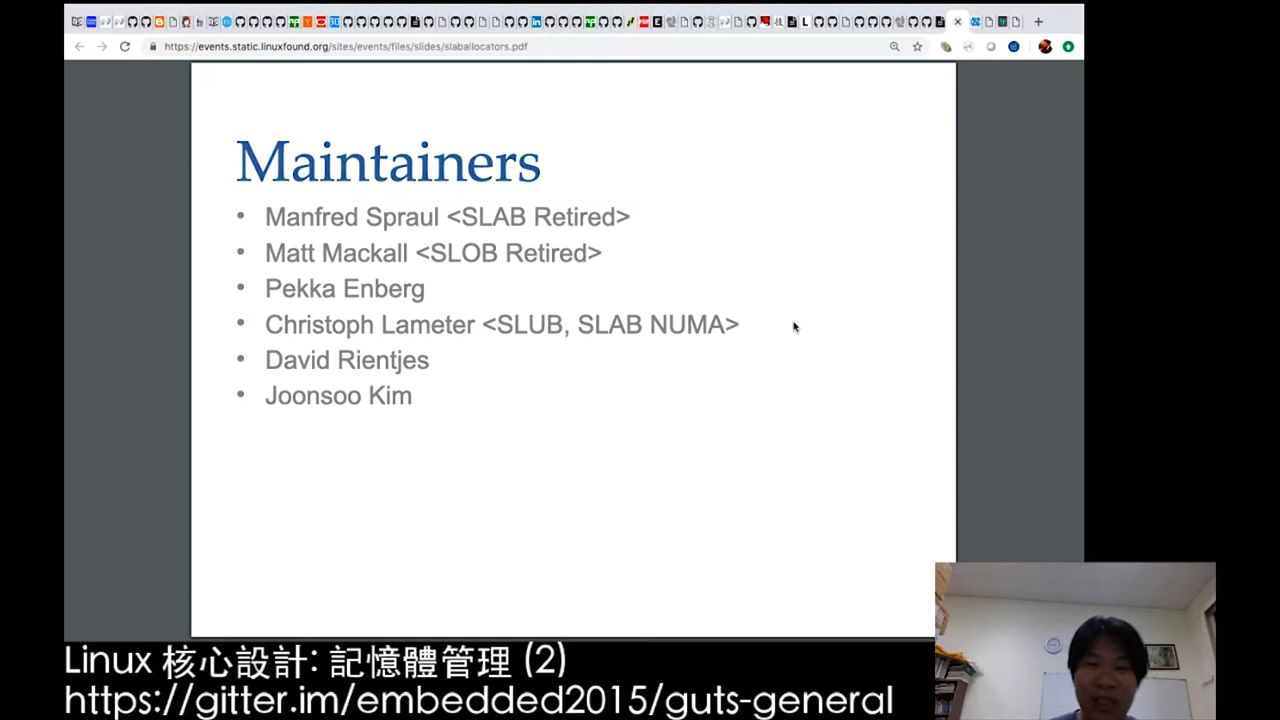 https://events.static.linuxfound.org/sites/events/files/slides/slaballocators.pdf
Maintainers
• Manfred Spraul <SLAB Retired>
• Matt Mackall <SLOB Retired>
• Pekka Enberg
• Christoph Lameter <SLUB, SLAB NUMA>
• David Rientjes
• Joonsoo Kim
Linux 核心設計: 記憶體管理 (2)
https://gitter.im/embedded2015/guts-general